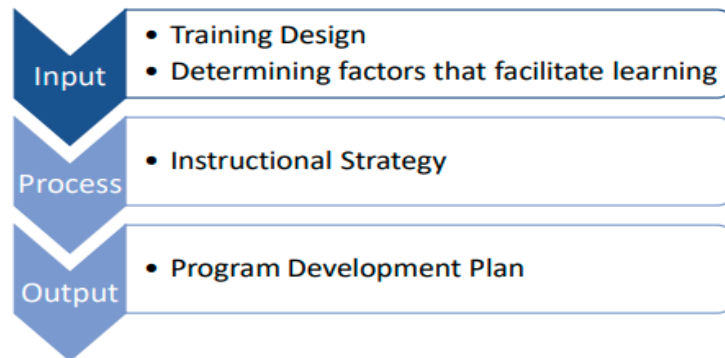 Input
• Training Design
• Determining factors that facilitate learning
Process
• Instructional Strategy
Output
• Program Development Plan